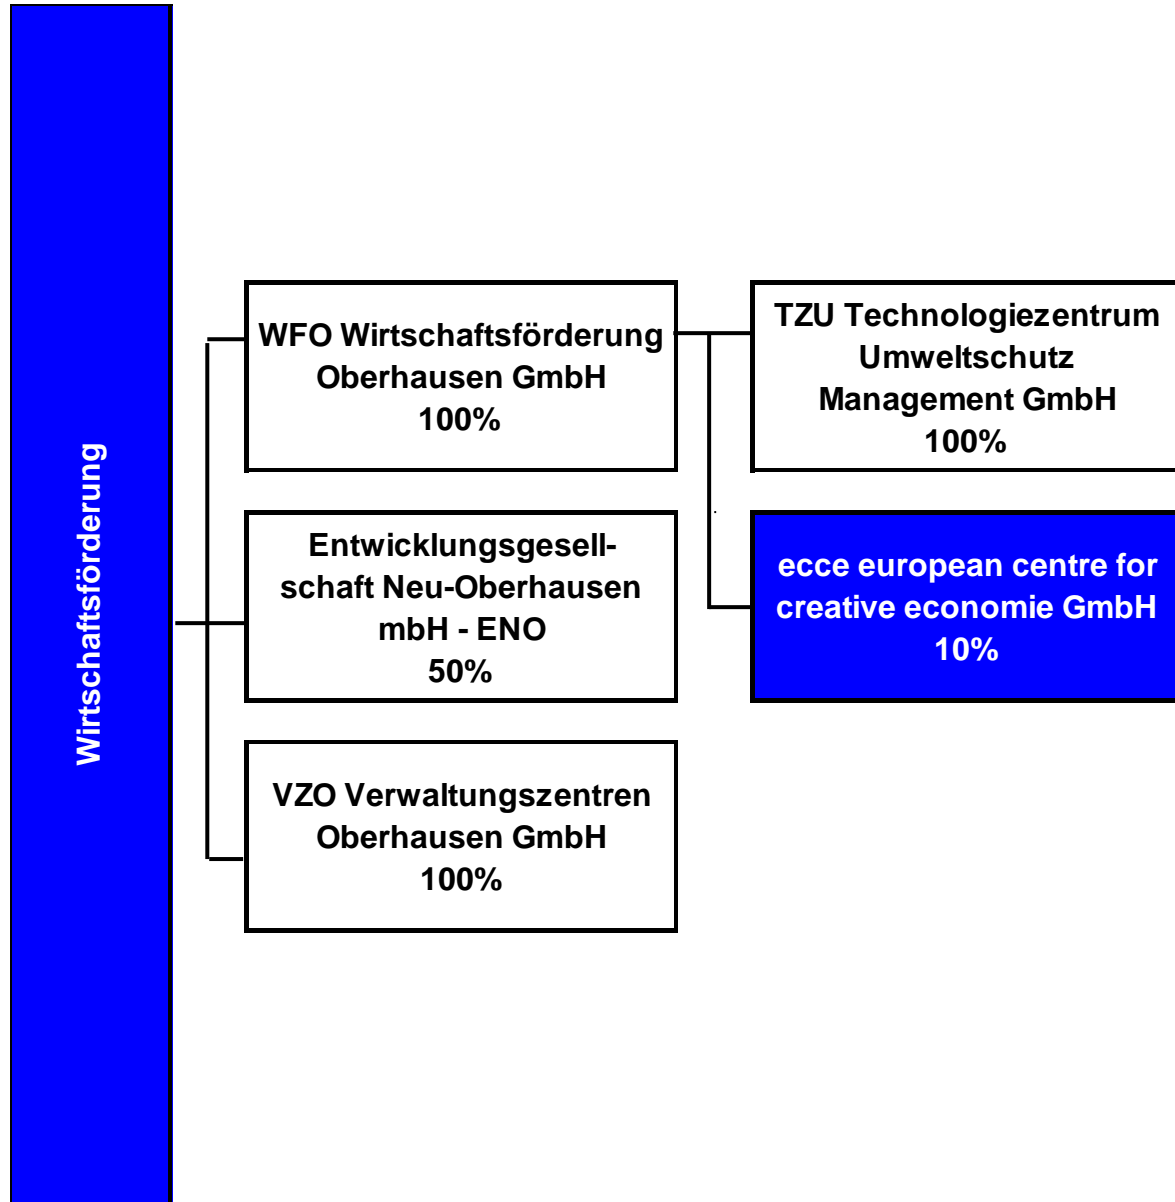 Wirtschaftsförderung
WFO Wirtschaftsförderung
Oberhausen GmbH
100%
Entwicklungsgesell-
schaft Neu-Oberhausen
mbH - ENO
50%
VZO Verwaltungszentren
Oberhausen GmbH
100%
TZU Technologiezentrum
Umweltschutz
Management GmbH
100%
ecce european centre for
creative economie GmbH
10%